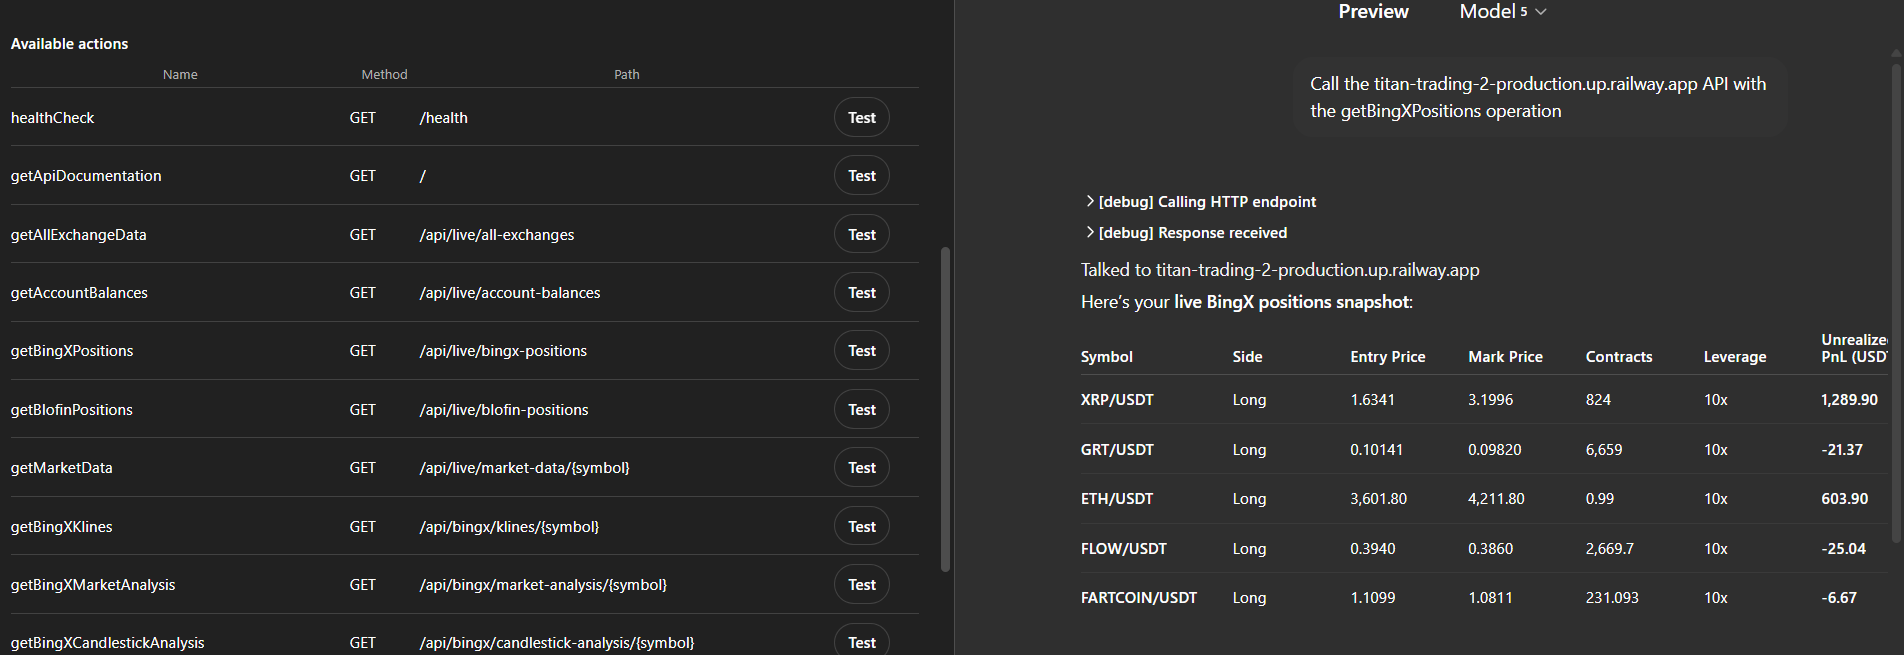 Available actions
Name Method Path
healthCheck GET /health Test
getApiDocumentation GET / Test
getAllExchangeData GET /api/live/all-exchanges Test
getAccountBalances GET /api/live/account-balances Test
getBingXPositions GET /api/live/bingx-positions Test
getBlofinPositions GET /api/live/blofin-positions Test
getMarketData GET /api/live/market-data/{symbol} Test
getBingXKlines GET /api/bingx/klines/{symbol} Test
getBingXMarketAnalysis GET /api/bingx/market-analysis/{symbol} Test
getBingXCandlestickAnalysis GET /api/bingx/candlestick-analysis/{symbol} Test
Preview Model 5
Call the titan-trading-2-production.up.railway.app API with
the getBingXPositions operation
[debug] Calling HTTP endpoint
[debug] Response received
Talked to titan-trading-2-production.up.railway.app
Here's your live BingX positions snapshot:
Symbol Side Entry Price Mark Price Contracts Leverage Unrealize
PnL (USD
XRP/USDT Long 1.6341 3.1996 824 10x 1,289.90
GRT/USDT Long 0.10141 0.09820 6,659 10x -21.37
ETH/USDT Long 3,601.80 4,211.80 0.99 10x 603.90
FLOW/USDT Long 0.3940 0.3860 2,669.7 10x -25.04
FARTCOIN/USDT Long 1.1099 1.0811 231.093 10x -6.67